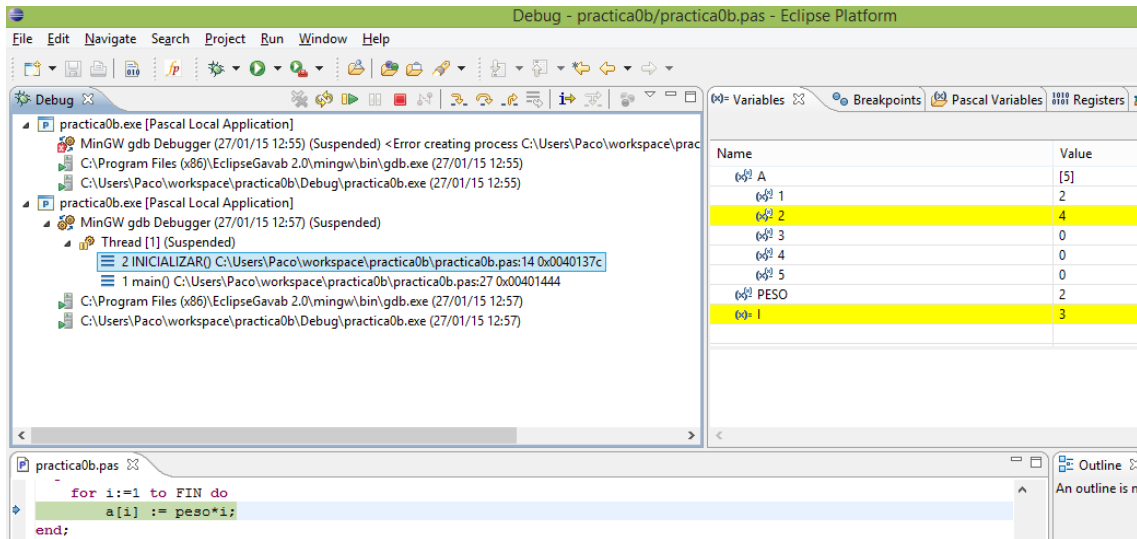 Debug - practica0b/practica0b.pas - Eclipse Platform
File Edit Navigate Search Project Run Window Help
Debug
practica0b.exe [Pascal Local Application]
MinGW gdb Debugger (27/01/15 12:55) (Suspended) <Error creating process C:\Users\Paco\workspace\prac
C:\Program Files (x86)\EclipseGavab 2.0\mingw\bin\gdb.exe (27/01/15 12:55)
C:\Users\Paco\workspace\practica0b\Debug\practica0b.exe (27/01/15 12:55)
practica0b.exe [Pascal Local Application]
MinGW gdb Debugger (27/01/15 12:57) (Suspended)
Thread [1] (Suspended)
2 INICIALIZAR() C:\Users\Paco\workspace\practica0b\practica0b.pas:14 0x0040137c
1 main() C:\Users\Paco\workspace\practica0b\practica0b.pas:27 0x00401444
C:\Program Files (x86)\EclipseGavab 2.0\mingw\bin\gdb.exe (27/01/15 12:57)
C:\Users\Paco\workspace\practica0b\Debug\practica0b.exe (27/01/15 12:57)
(x)= Variables Breakpoints Pascal Variables Registers
Name Value
A [5]
1 2
2 4
3 0
4 0
5 0
PESO 2
(x)= I 3
practica0b.pas
for i:=1 to FIN do
a[i] := peso*i;
end;
Outline
An outline is n